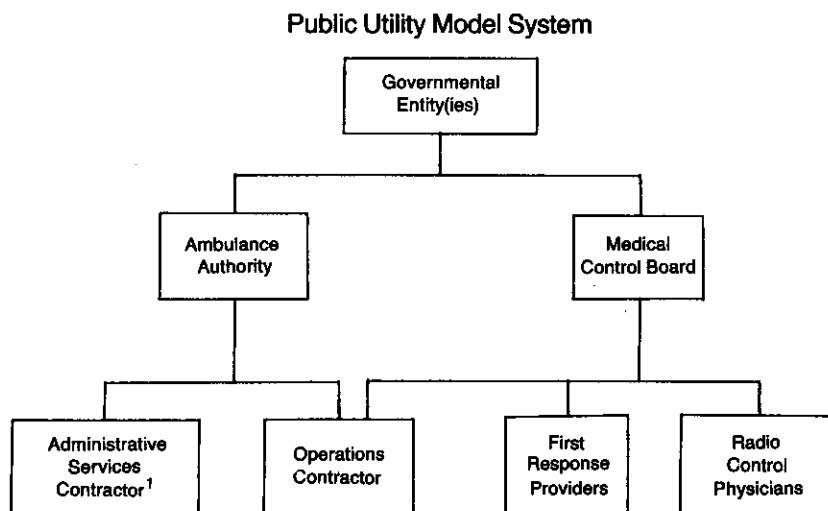 Public Utility Model System
Governmental
Entity(ies)
Ambulance
Authority
Medical
Control Board
Administrative
Services
Contractor¹
Operations
Contractor
First
Response
Providers
Radio
Control
Physicians